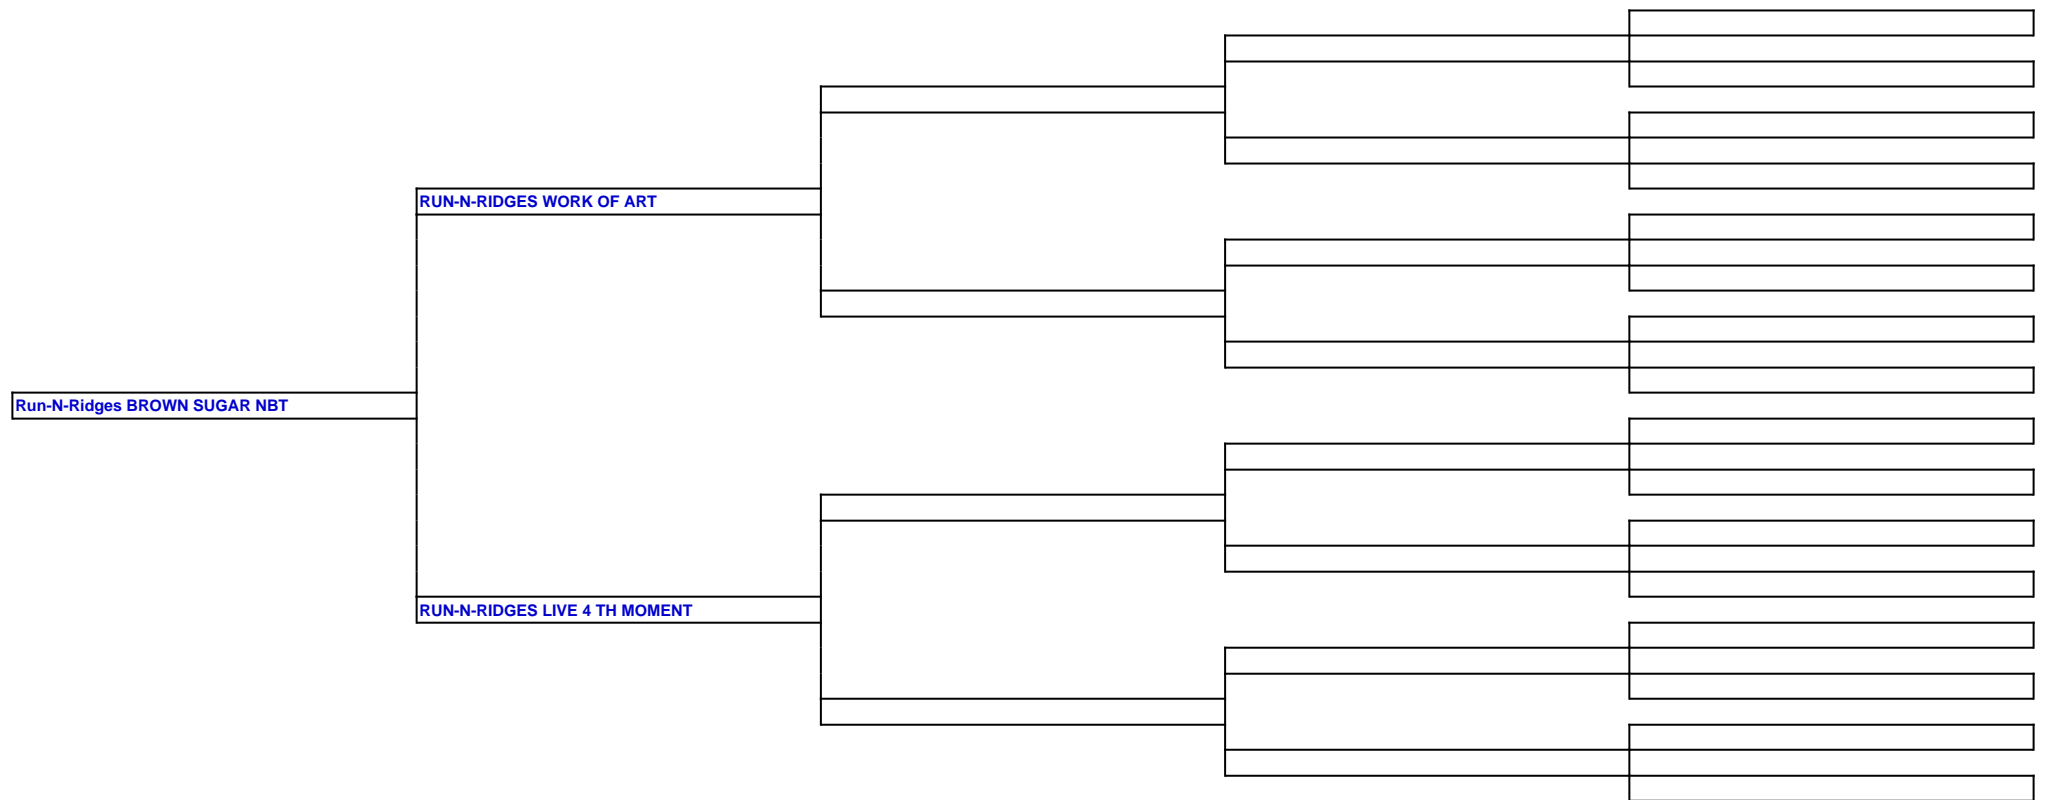 RUN-N-RIDGES WORK OF ART
Run-N-Ridges BROWN SUGAR NBT
RUN-N-RIDGES LIVE 4 TH MOMENT